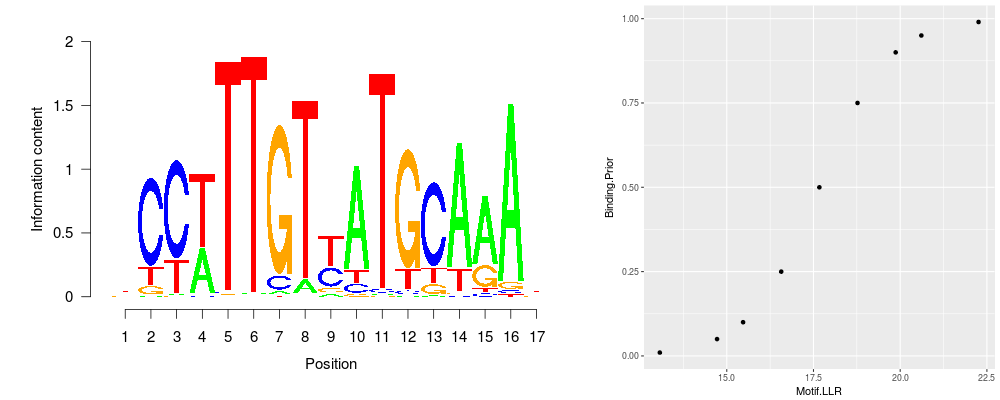 2
1.5
1
0.5
0
Information content
1 2 3 4 5 6 7 8 9 10 11 12 13 14 15 16 17
Position
CCTTTGTTATGCAAA
1.00
0.75
0.50
0.25
0.00
Binding.Prior
15.0 17.5 20.0 22.5
Motif.LLR